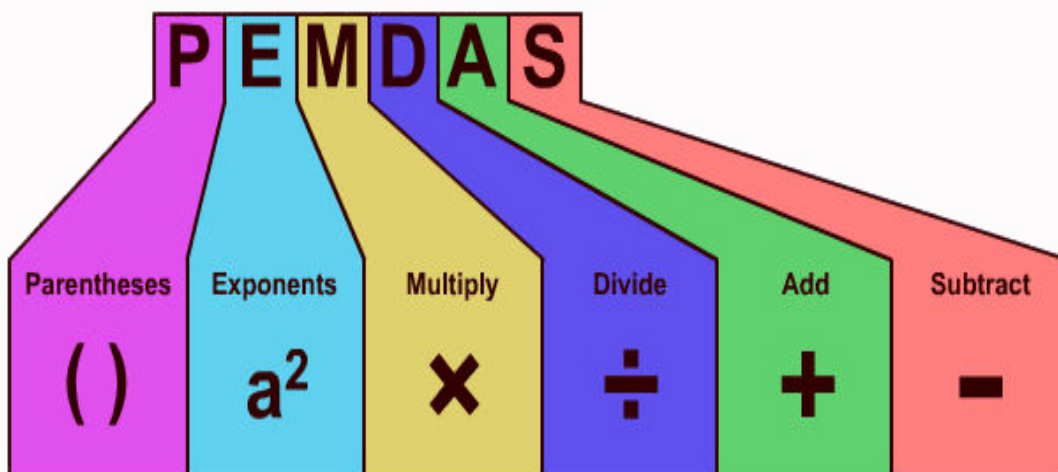 PEMDAS
Parentheses Exponents Multiply Divide Add Subtract
( ) a² × ÷ + -